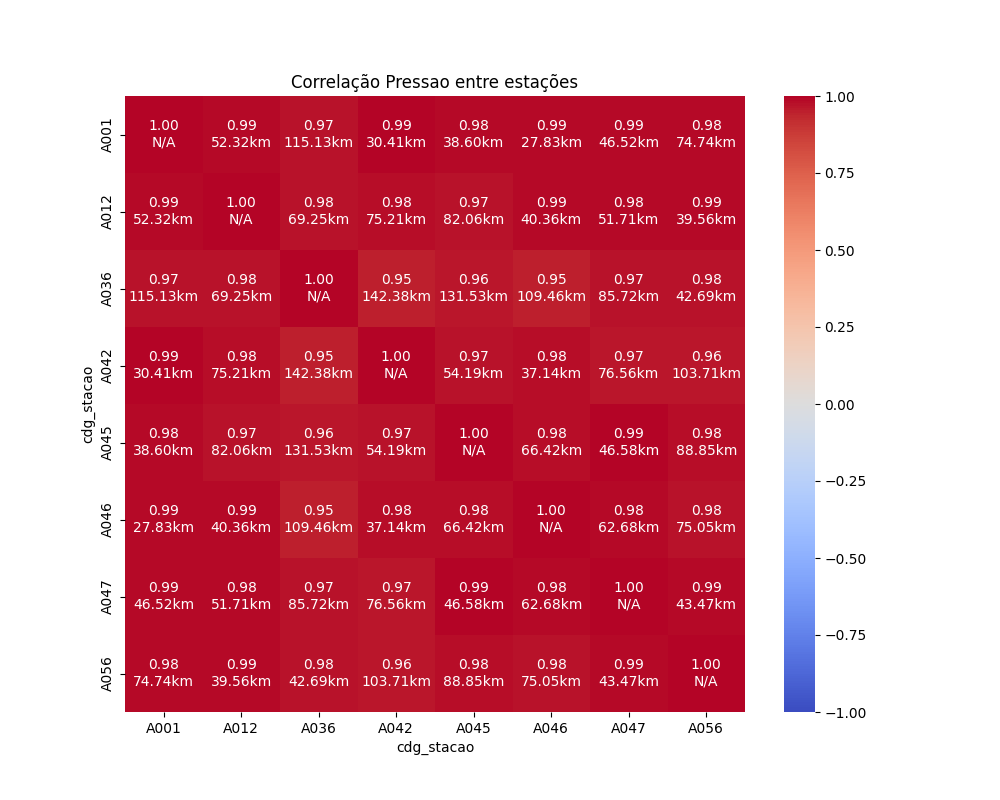 Correlação Pressao entre estações
A001
1.00 0.99 0.97 0.99 0.98 0.99 0.99 0.98
N/A 52.32km 115.13km 30.41km 38.60km 27.83km 46.52km 74.74km
A012
0.99 1.00 0.98 0.98 0.97 0.99 0.98 0.99
52.32km N/A 69.25km 75.21km 82.06km 40.36km 51.71km 39.56km
A036
0.97 0.98 1.00 0.95 0.96 0.95 0.97 0.98
115.13km 69.25km N/A 142.38km 131.53km 109.46km 85.72km 42.69km
A042
0.99 0.98 0.95 1.00 0.97 0.98 0.97 0.96
30.41km 75.21km 142.38km N/A 54.19km 37.14km 76.56km 103.71km
A045
0.98 0.97 0.96 0.97 1.00 0.98 0.99 0.98
38.60km 82.06km 131.53km 54.19km N/A 66.42km 46.58km 88.85km
A046
0.99 0.99 0.95 0.98 0.98 1.00 0.98 0.98
27.83km 40.36km 109.46km 37.14km 66.42km N/A 62.68km 75.05km
A047
0.99 0.98 0.97 0.97 0.99 0.98 1.00 0.99
46.52km 51.71km 85.72km 76.56km 46.58km 62.68km N/A 43.47km
A056
0.98 0.99 0.98 0.96 0.98 0.98 0.99 1.00
74.74km 39.56km 42.69km 103.71km 88.85km 75.05km 43.47km N/A
cdg_stacao
A001 A012 A036 A042 A045 A046 A047 A056
cdg_stacao
1.00
0.75
0.50
0.25
0.00
−0.25
−0.50
−0.75
−1.00